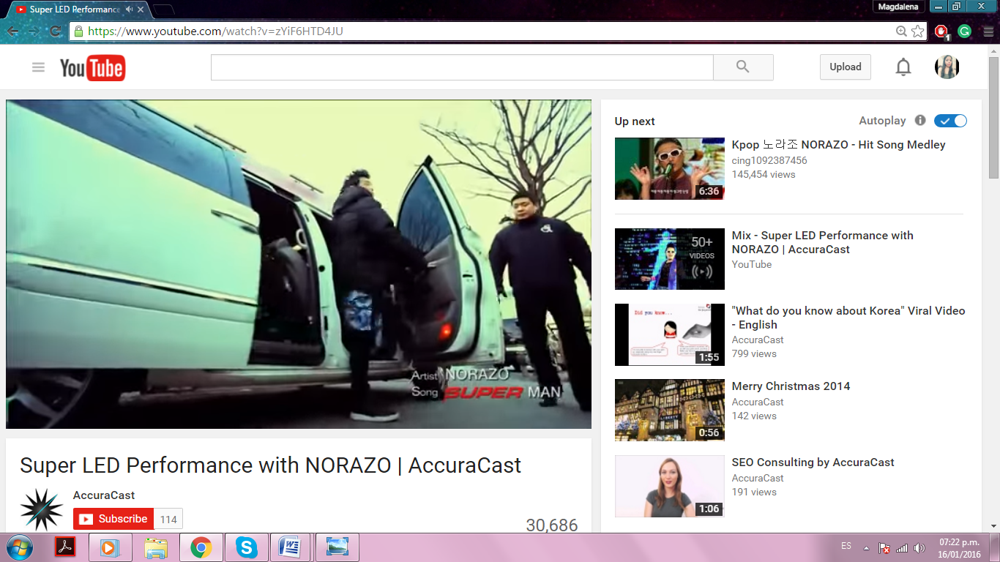 Super LED Performance
Magdalena
https://www.youtube.com/watch?v=zYiF6HTD4JU
1
YouTube
Upload
Artist NORAZO
Song SUPER MAN
Super LED Performance with NORAZO | AccuraCast
AccuraCast
Subscribe 114
30,686
Up next
Autoplay
Kpop 노라조 NORAZO - Hit Song Medley
cing1092387456
145,454 views
6:36
50+
VIDEOS
Mix - Super LED Performance with
NORAZO | AccuraCast
YouTube
Did you know...
1:55
"What do you know about Korea" Viral Video
- English
AccuraCast
799 views
LIBERTY
0:56
Merry Christmas 2014
AccuraCast
142 views
1:06
SEO Consulting by AccuraCast
AccuraCast
191 views
ES
07:22 p.m.
16/01/2016